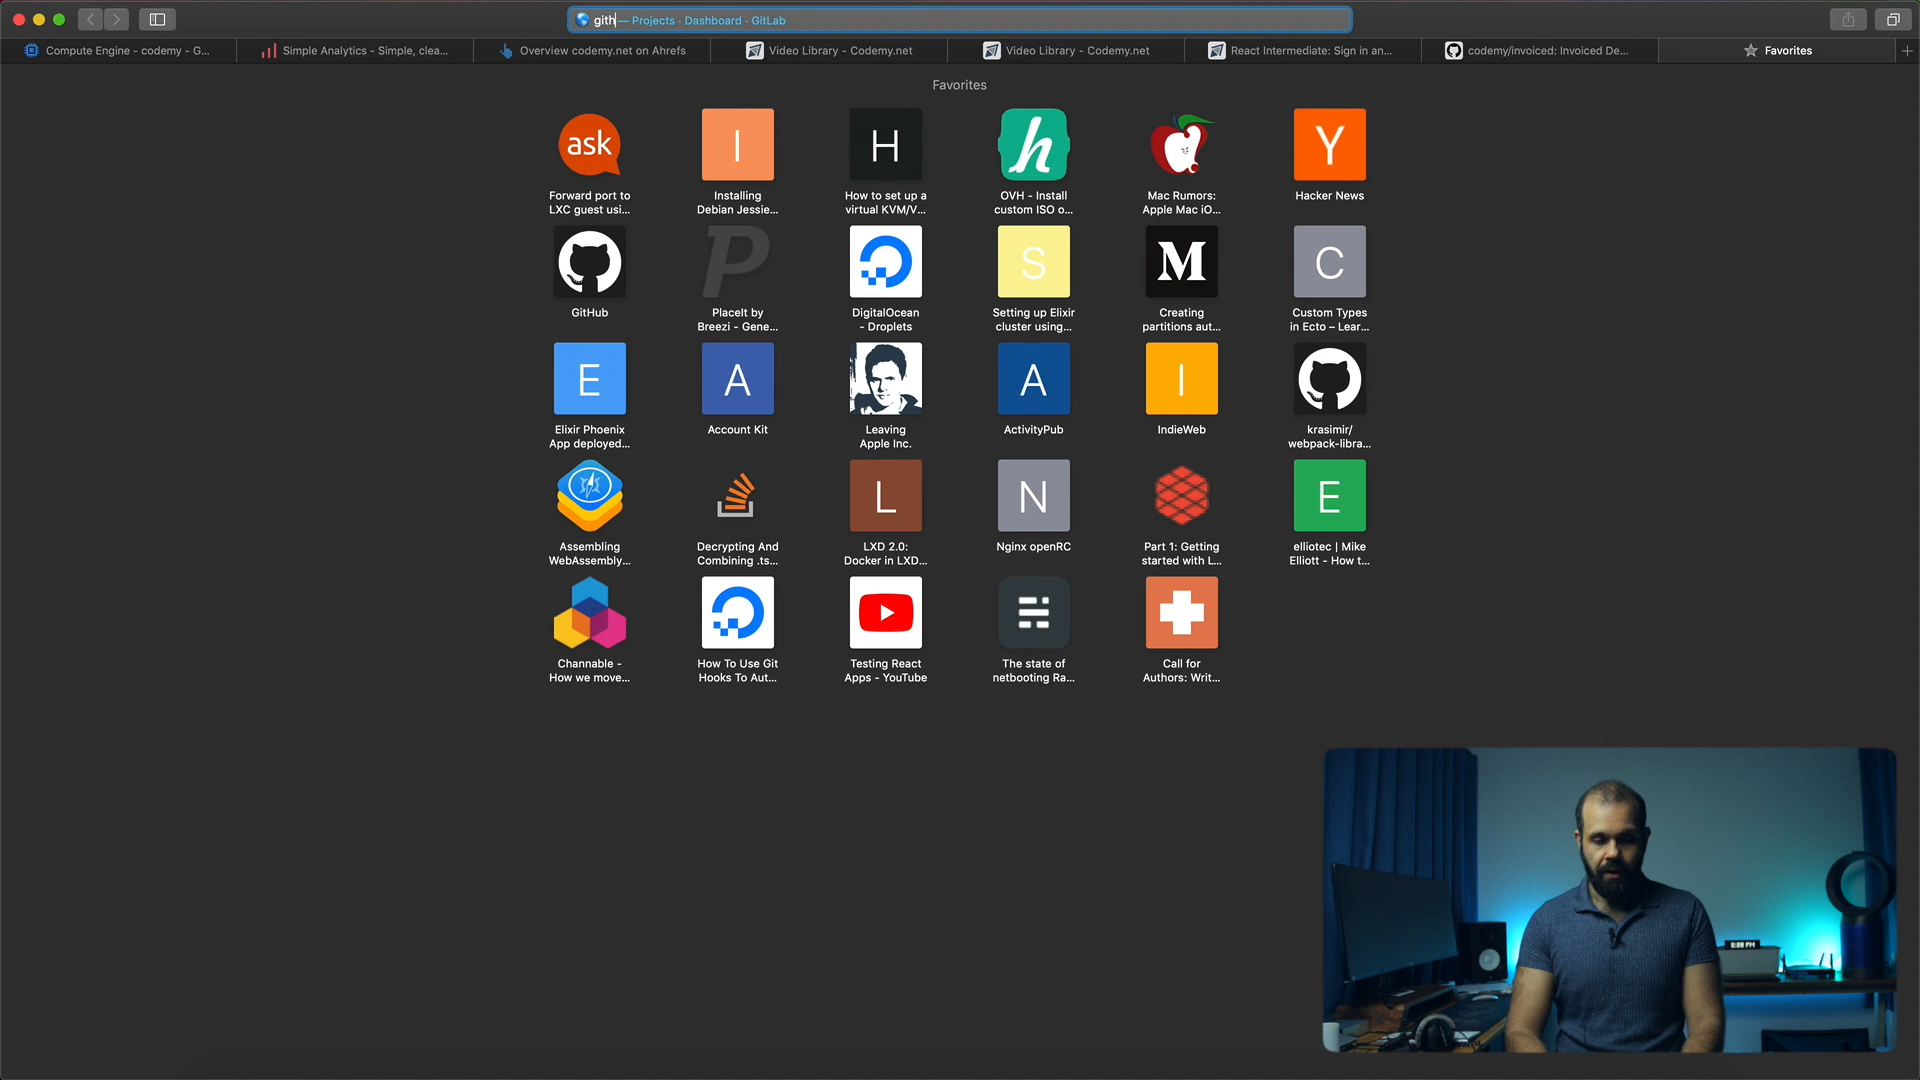 gith — Projects · Dashboard · GitLab
Compute Engine - codemy - G...
Simple Analytics - Simple, clea...
Overview codemy.net on Ahrefs
Video Library - Codemy.net
Video Library - Codemy.net
React Intermediate: Sign in an...
codemy/invoiced: Invoiced De...
Favorites
Favorites
ask
I
H
h
Y
Forward port to
LXC guest usi...
Installing
Debian Jessie...
How to set up a
virtual KVM/V...
OVH - Install
custom ISO o...
Mac Rumors:
Apple Mac iO...
Hacker News
P
S
M
C
GitHub
PlaceIt by
Breezi - Gene...
DigitalOcean
- Droplets
Setting up Elixir
cluster using...
Creating
partitions aut...
Custom Types
in Ecto – Lear...
E
A
A
I
Elixir Phoenix
App deployed...
Account Kit
Leaving
Apple Inc.
ActivityPub
IndieWeb
krasimir/
webpack-libra...
L
N
E
Assembling
WebAssembly...
Decrypting And
Combining .ts...
LXD 2.0:
Docker in LXD...
Nginx openRC
Part 1: Getting
started with L...
elliotec | Mike
Elliott - How t...
Channable -
How we move...
How To Use Git
Hooks To Aut...
Testing React
Apps - YouTube
The state of
netbooting Ra...
Call for
Authors: Writ...